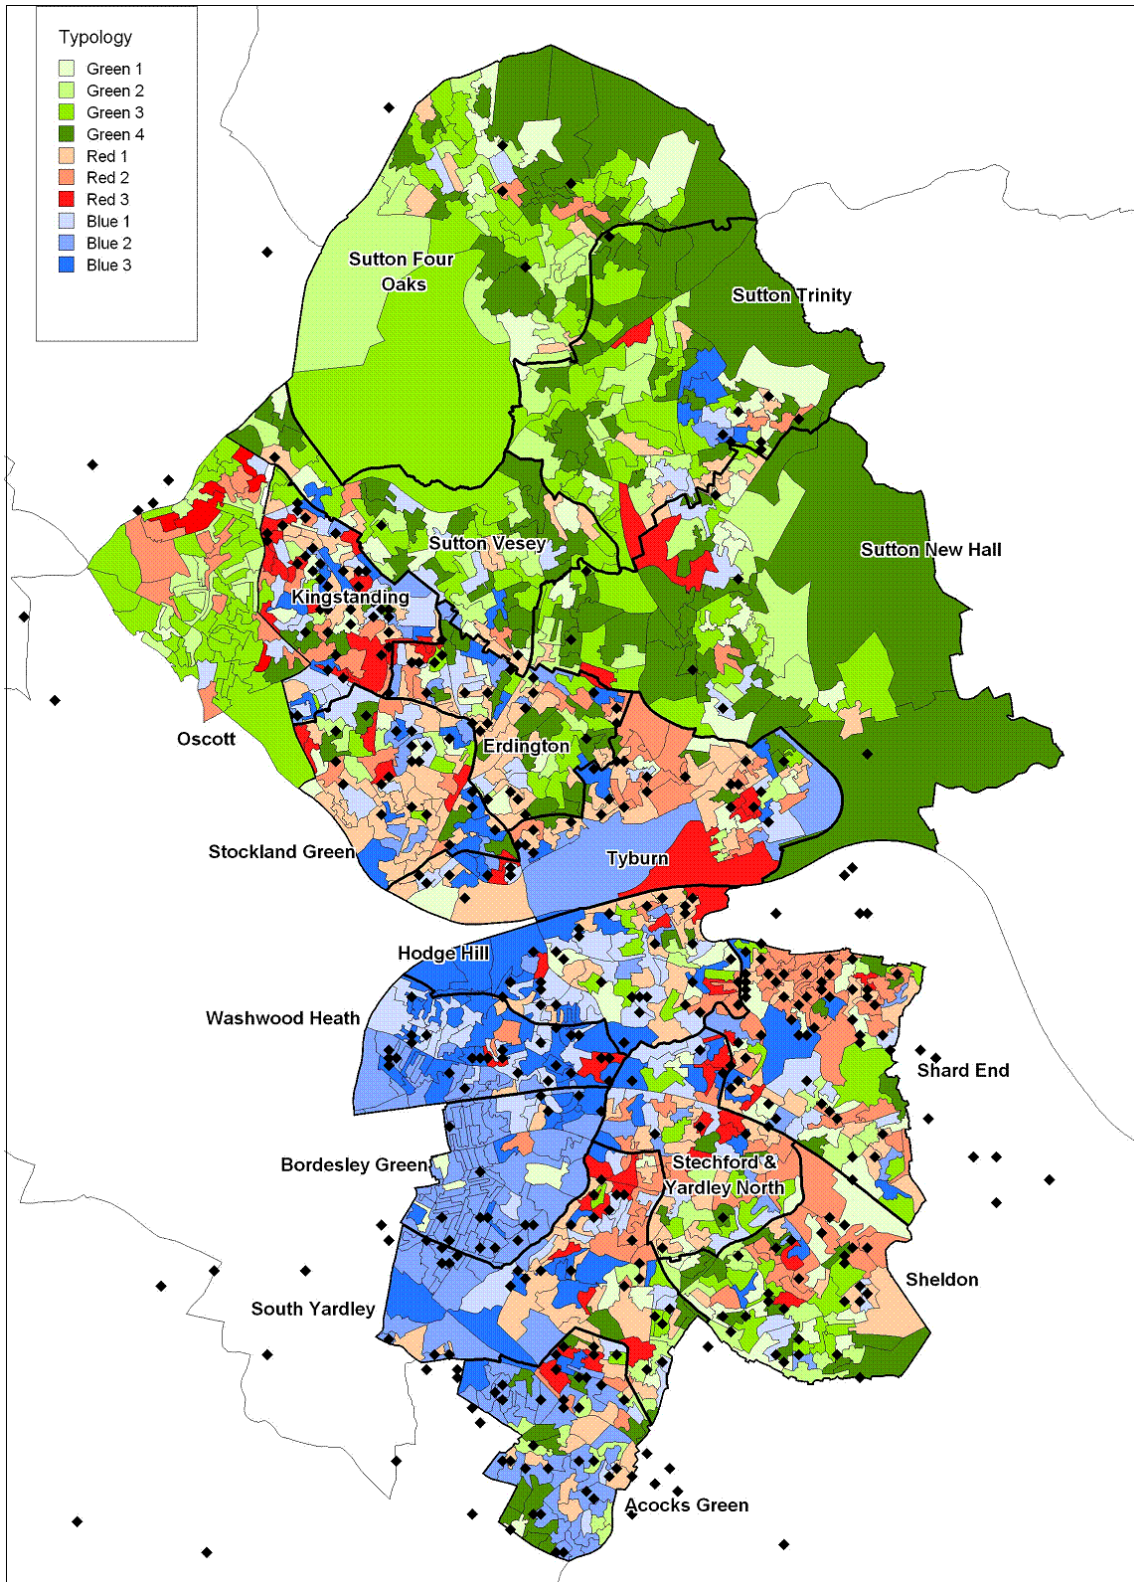 Typology
Green 1
Green 2
Green 3
Green 4
Red 1
Red 2
Red 3
Blue 1
Blue 2
Blue 3
Sutton Four
Oaks
Sutton Trinity
Sutton Vesey
Sutton New Hall
Kingstanding
Oscott
Erdington
Stockland Green
Tyburn
Hodge Hill
Washwood Heath
Shard End
Bordesley Green
Stechford &
Yardley North
Sheldon
South Yardley
Acocks Green